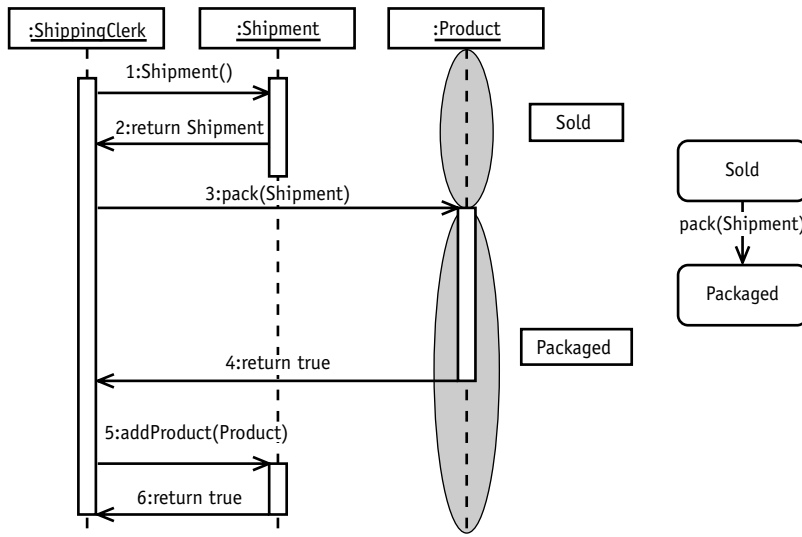 :ShippingClerk
:Shipment
:Product
1:Shipment()
2:return Shipment
Sold
Sold
3:pack(Shipment)
pack(Shipment)
Packaged
Packaged
4:return true
5:addProduct(Product)
6:return true